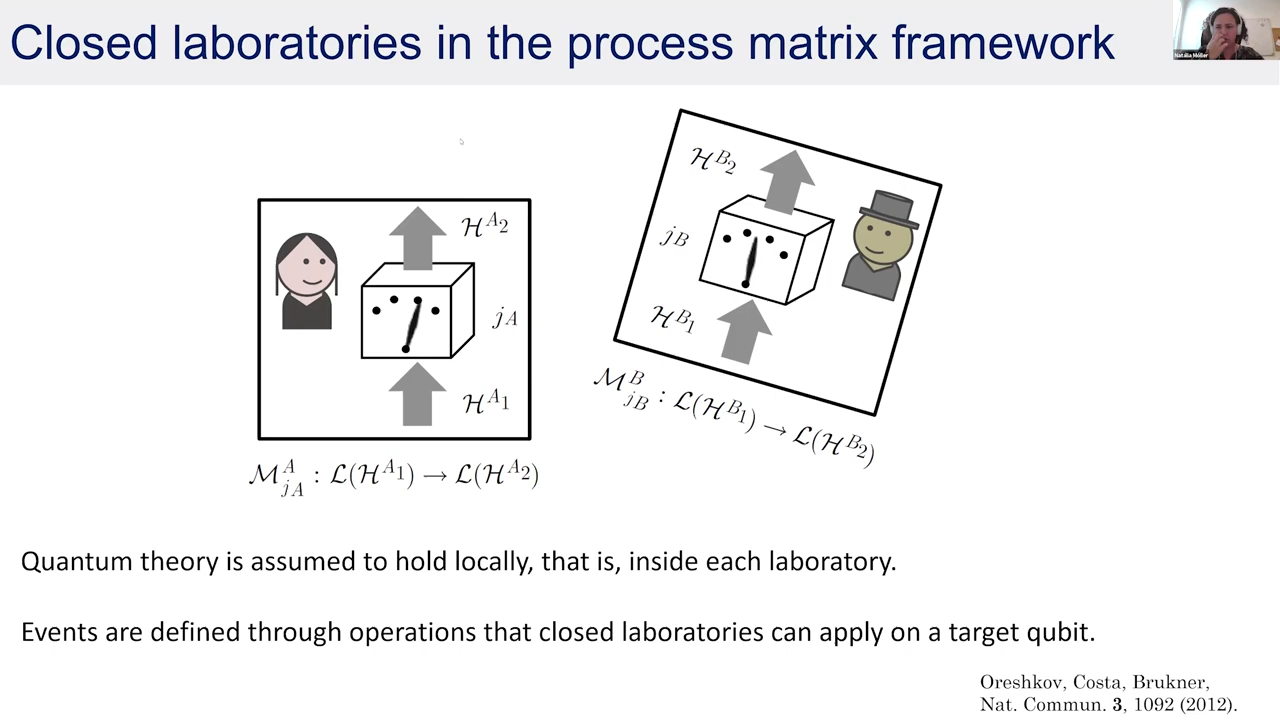 Closed laboratories in the process matrix framework
Natália Móller
ℋ^{A_2}
j_A
ℋ^{A_1}
ℳ^A_{j_A} : ℒ(ℋ^{A_1}) → ℒ(ℋ^{A_2})
ℋ^{B_2}
j_B
ℋ^{B_1}
ℳ^B_{j_B} : ℒ(ℋ^{B_1}) → ℒ(ℋ^{B_2})
Quantum theory is assumed to hold locally, that is, inside each laboratory.
Events are defined through operations that closed laboratories can apply on a target qubit.
Oreshkov, Costa, Brukner,
Nat. Commun. 3, 1092 (2012).